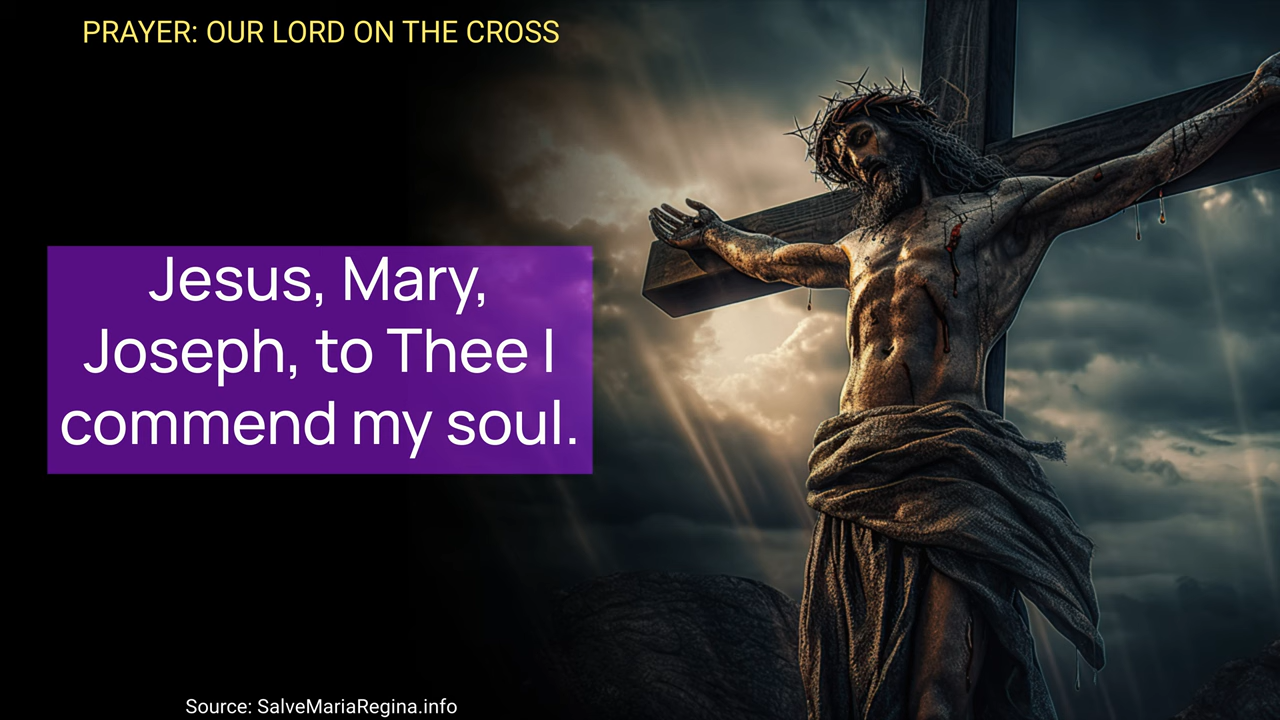 PRAYER: OUR LORD ON THE CROSS
Jesus, Mary,
Joseph, to Thee I
commend my soul.
Source: SalveMariaRegina.info